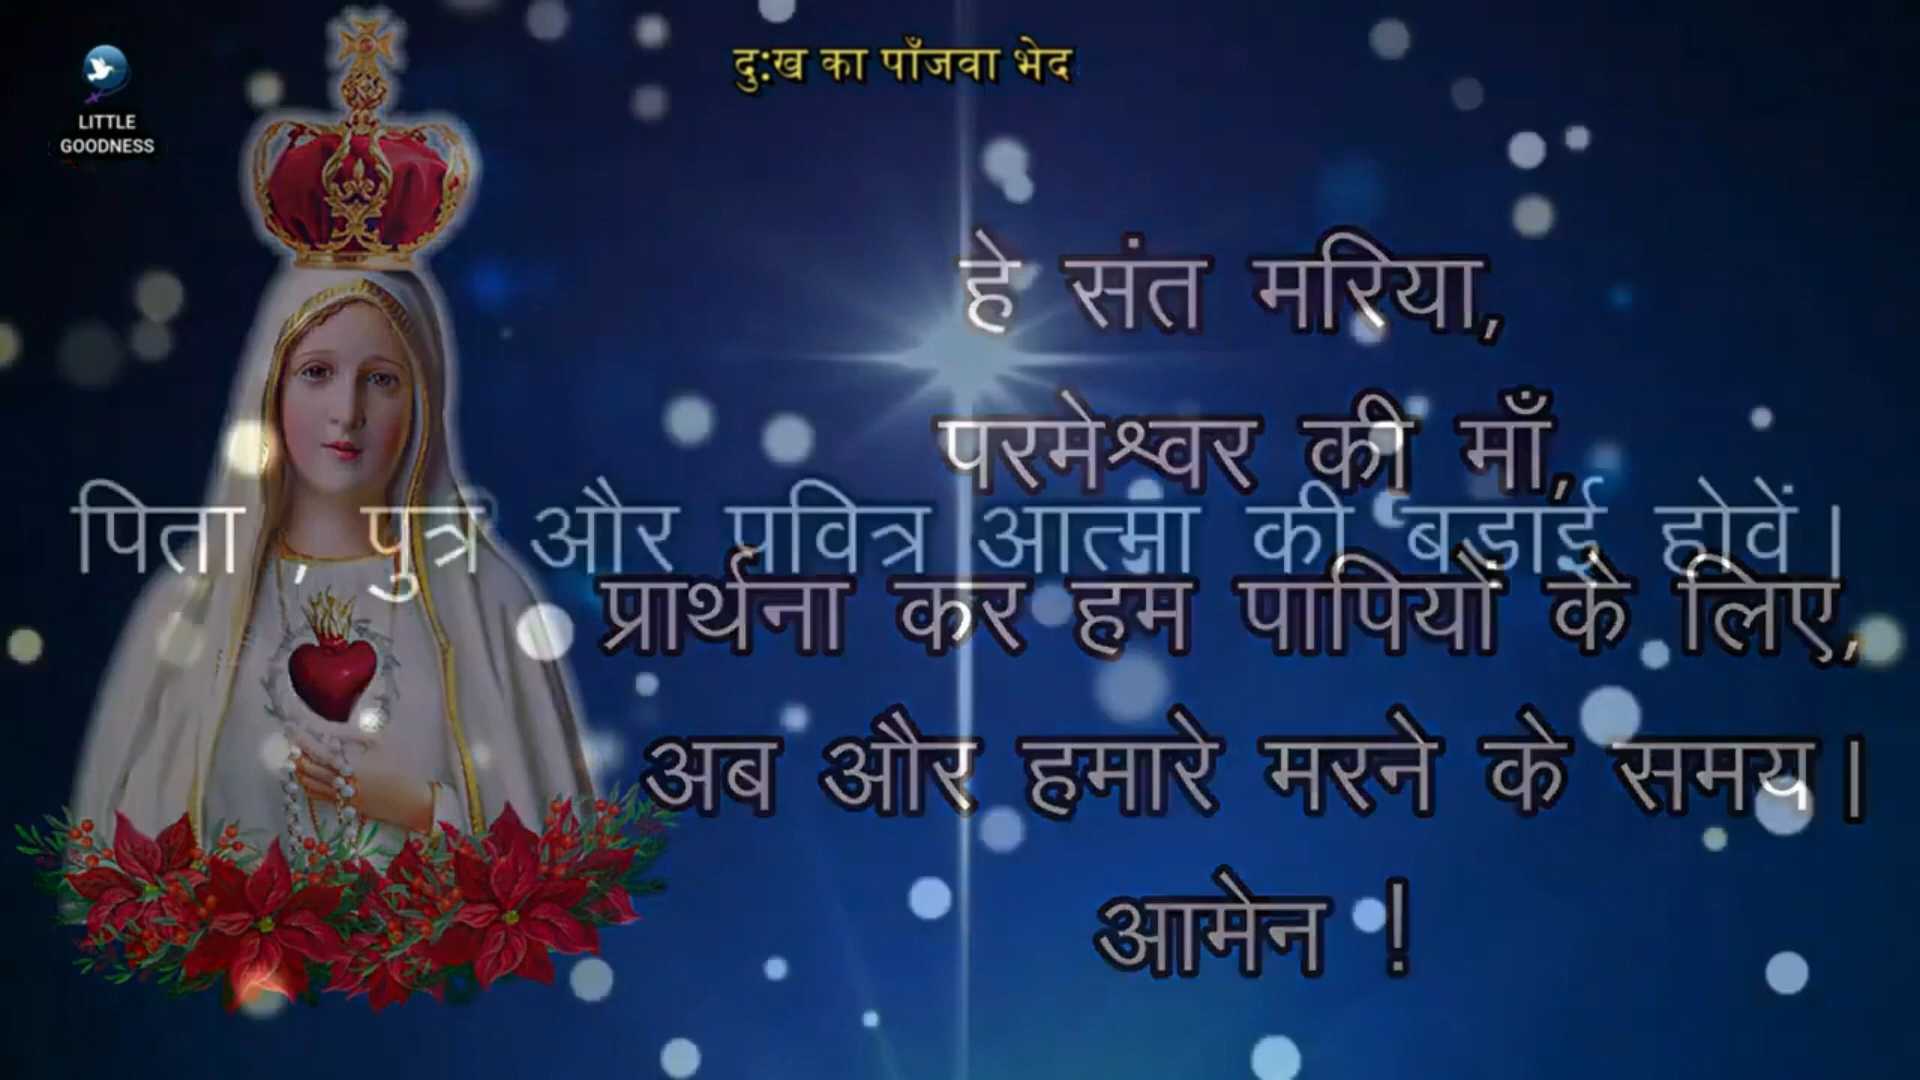 LITTLE
GOODNESS
दुःख का पाँजवा भेद
हे संत मरिया,
परमेश्वर की माँ,
पिता , पुत्र और पवित्र आत्मा की बड़ाई होवें।
प्रार्थना कर हम पापियों के लिए,
अब और हमारे मरने के समय।
आमेन !